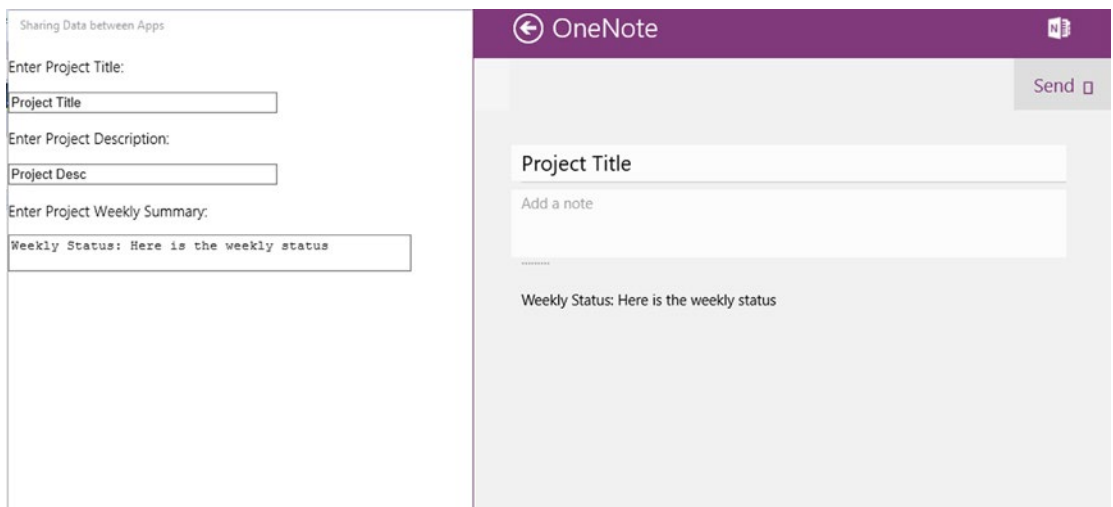 Sharing Data between Apps
Enter Project Title:
Project Title
Enter Project Description:
Project Desc
Enter Project Weekly Summary:
Weekly Status: Here is the weekly status
OneNote
N
Send
Project Title
Add a note
Weekly Status: Here is the weekly status